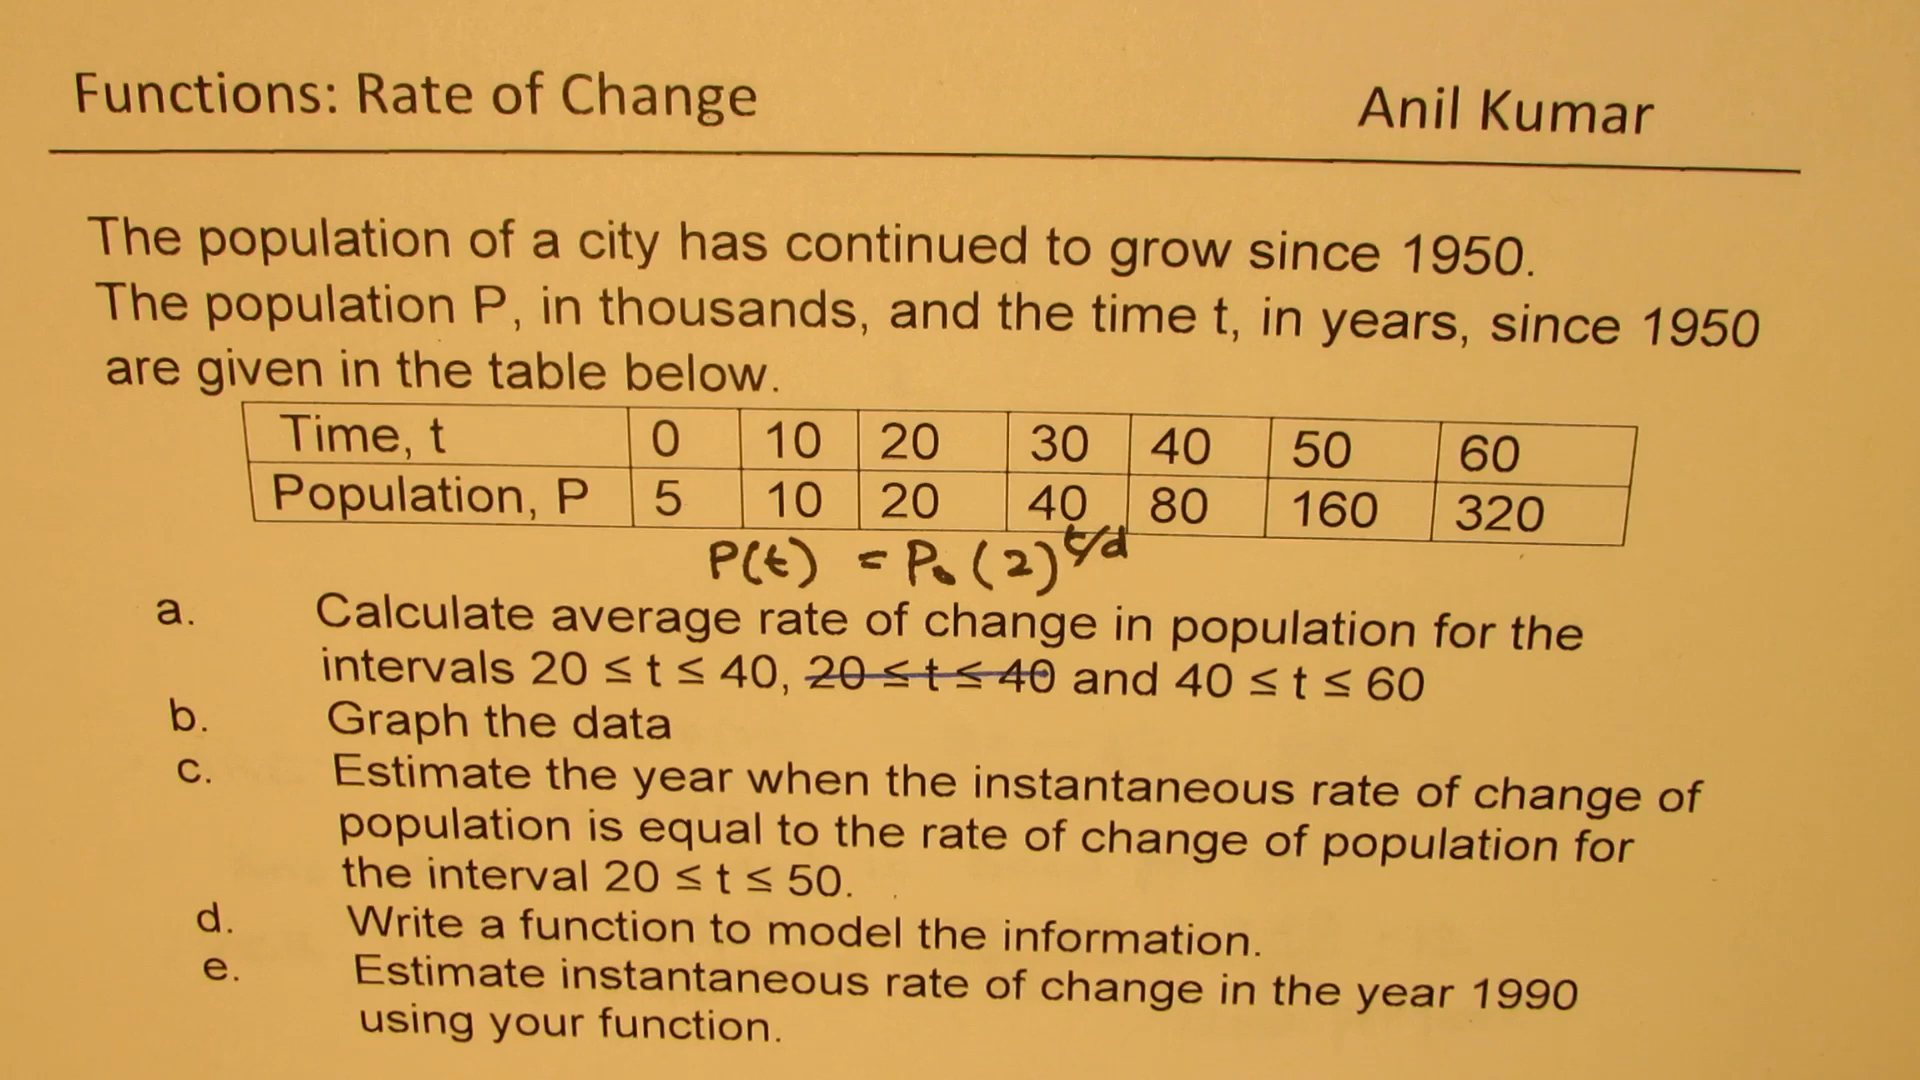 Functions: Rate of Change Anil Kumar
The population of a city has continued to grow since 1950.
The population P, in thousands, and the time t, in years, since 1950
are given in the table below.
Time, t 0 10 20 30 40 50 60
Population, P 5 10 20 40 80 160 320
P(t) = P₀(2)^t/d
a. Calculate average rate of change in population for the
intervals 20 ≤ t ≤ 40, 20 ≤ t ≤ 40 and 40 ≤ t ≤ 60
b. Graph the data
c. Estimate the year when the instantaneous rate of change of
population is equal to the rate of change of population for
the interval 20 ≤ t ≤ 50.
d. Write a function to model the information.
e. Estimate instantaneous rate of change in the year 1990
using your function.